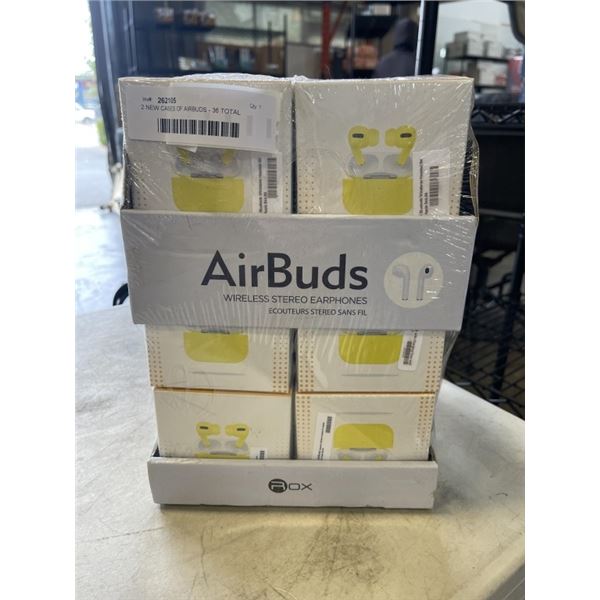 INV# 262105 Qty 1
2 NEW CASES OF AIRBUDS - 36 TOTAL
AirBuds
WIRELESS STEREO EARPHONES
ECOUTEURS STEREO SANS FIL
ROX